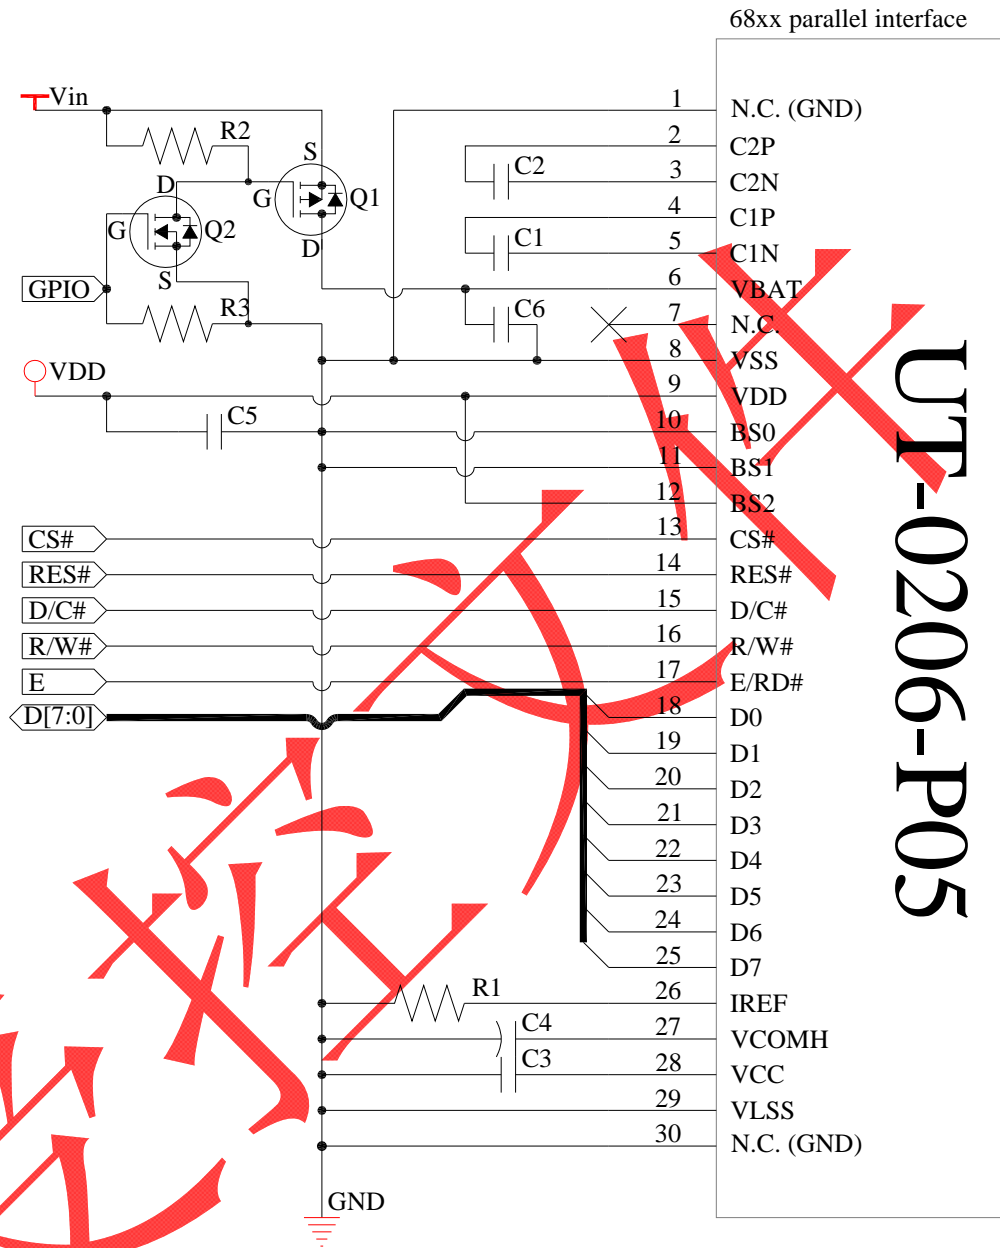 68xx parallel interface
Vin
R2
S
D
G
Q1
G
Q2
D
S
GPIO
R3
VDD
C5
C2
C1
C6
1 N.C. (GND)
2 C2P
3 C2N
4 C1P
5 C1N
6 VBAT
7 N.C.
8 VSS
9 VDD
10 BS0
11 BS1
12 BS2
CS# 13 CS#
RES# 14 RES#
D/C# 15 D/C#
R/W# 16 R/W#
E 17 E/RD#
D[7:0] 18 D0
19 D1
20 D2
21 D3
22 D4
23 D5
24 D6
25 D7
R1 26 IREF
C4 27 VCOMH
C3 28 VCC
29 VLSS
30 N.C. (GND)
GND
UT-0206-P05